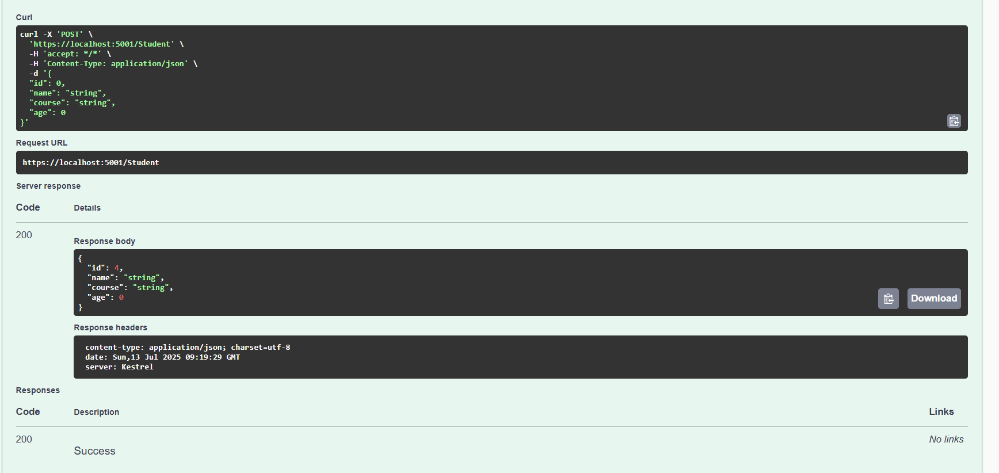 Curl
curl -X 'POST' \
  'https://localhost:5001/Student' \
  -H 'accept: */*' \
  -H 'Content-Type: application/json' \
  -d '{
  "id": 0,
  "name": "string",
  "course": "string",
  "age": 0
}'
Request URL
https://localhost:5001/Student
Server response
Code Details
200
Response body
{
  "id": 4,
  "name": "string",
  "course": "string",
  "age": 0
}
Download
Response headers
content-type: application/json; charset=utf-8
date: Sun,13 Jul 2025 09:19:29 GMT
server: Kestrel
Responses
Code Description Links
200 No links
Success